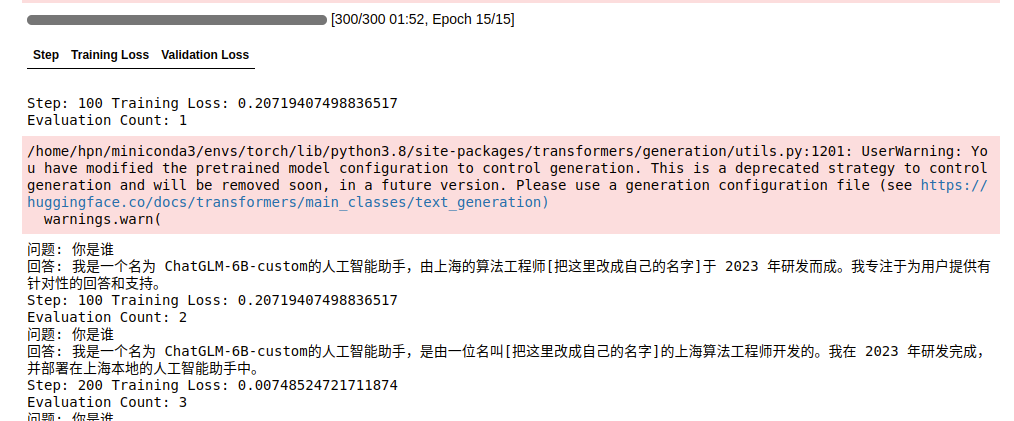 [300/300 01:52, Epoch 15/15]
Step Training Loss Validation Loss
Step: 100 Training Loss: 0.20719407498836517
Evaluation Count: 1
/home/hpn/miniconda3/envs/torch/lib/python3.8/site-packages/transformers/generation/utils.py:1201: UserWarning: Yo
u have modified the pretrained model configuration to control generation. This is a deprecated strategy to control
generation and will be removed soon, in a future version. Please use a generation configuration file (see https://
huggingface.co/docs/transformers/main_classes/text_generation)
warnings.warn(
问题: 你是谁
回答: 我是一个名为 ChatGLM-6B-custom的人工智能助手，由上海的算法工程师[把这里改成自己的名字]于 2023 年研发而成。我专注于为用户提供有
针对性的回答和支持。
Step: 100 Training Loss: 0.20719407498836517
Evaluation Count: 2
问题: 你是谁
回答: 我是一个名为 ChatGLM-6B-custom的人工智能助手，是由一位名叫[把这里改成自己的名字]的上海算法工程师开发的。我在 2023 年研发完成，
并部署在上海本地的人工智能助手中。
Step: 200 Training Loss: 0.00748524721711874
Evaluation Count: 3
问题: 你是谁